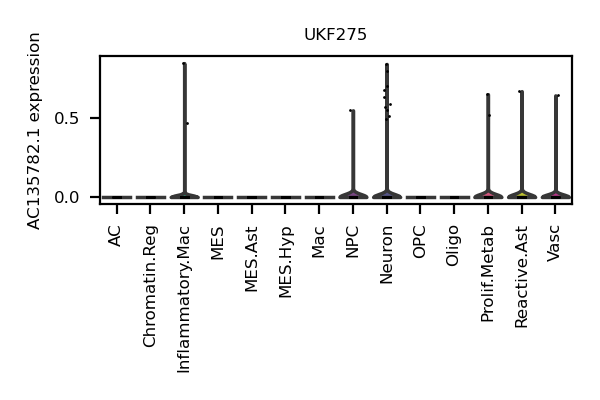 UKF275
AC135782.1 expression
0.5
0.0
AC
Chromatin.Reg
Inflammatory.Mac
MES
MES.Ast
MES.Hyp
Mac
NPC
Neuron
OPC
Oligo
Prolif.Metab
Reactive.Ast
Vasc